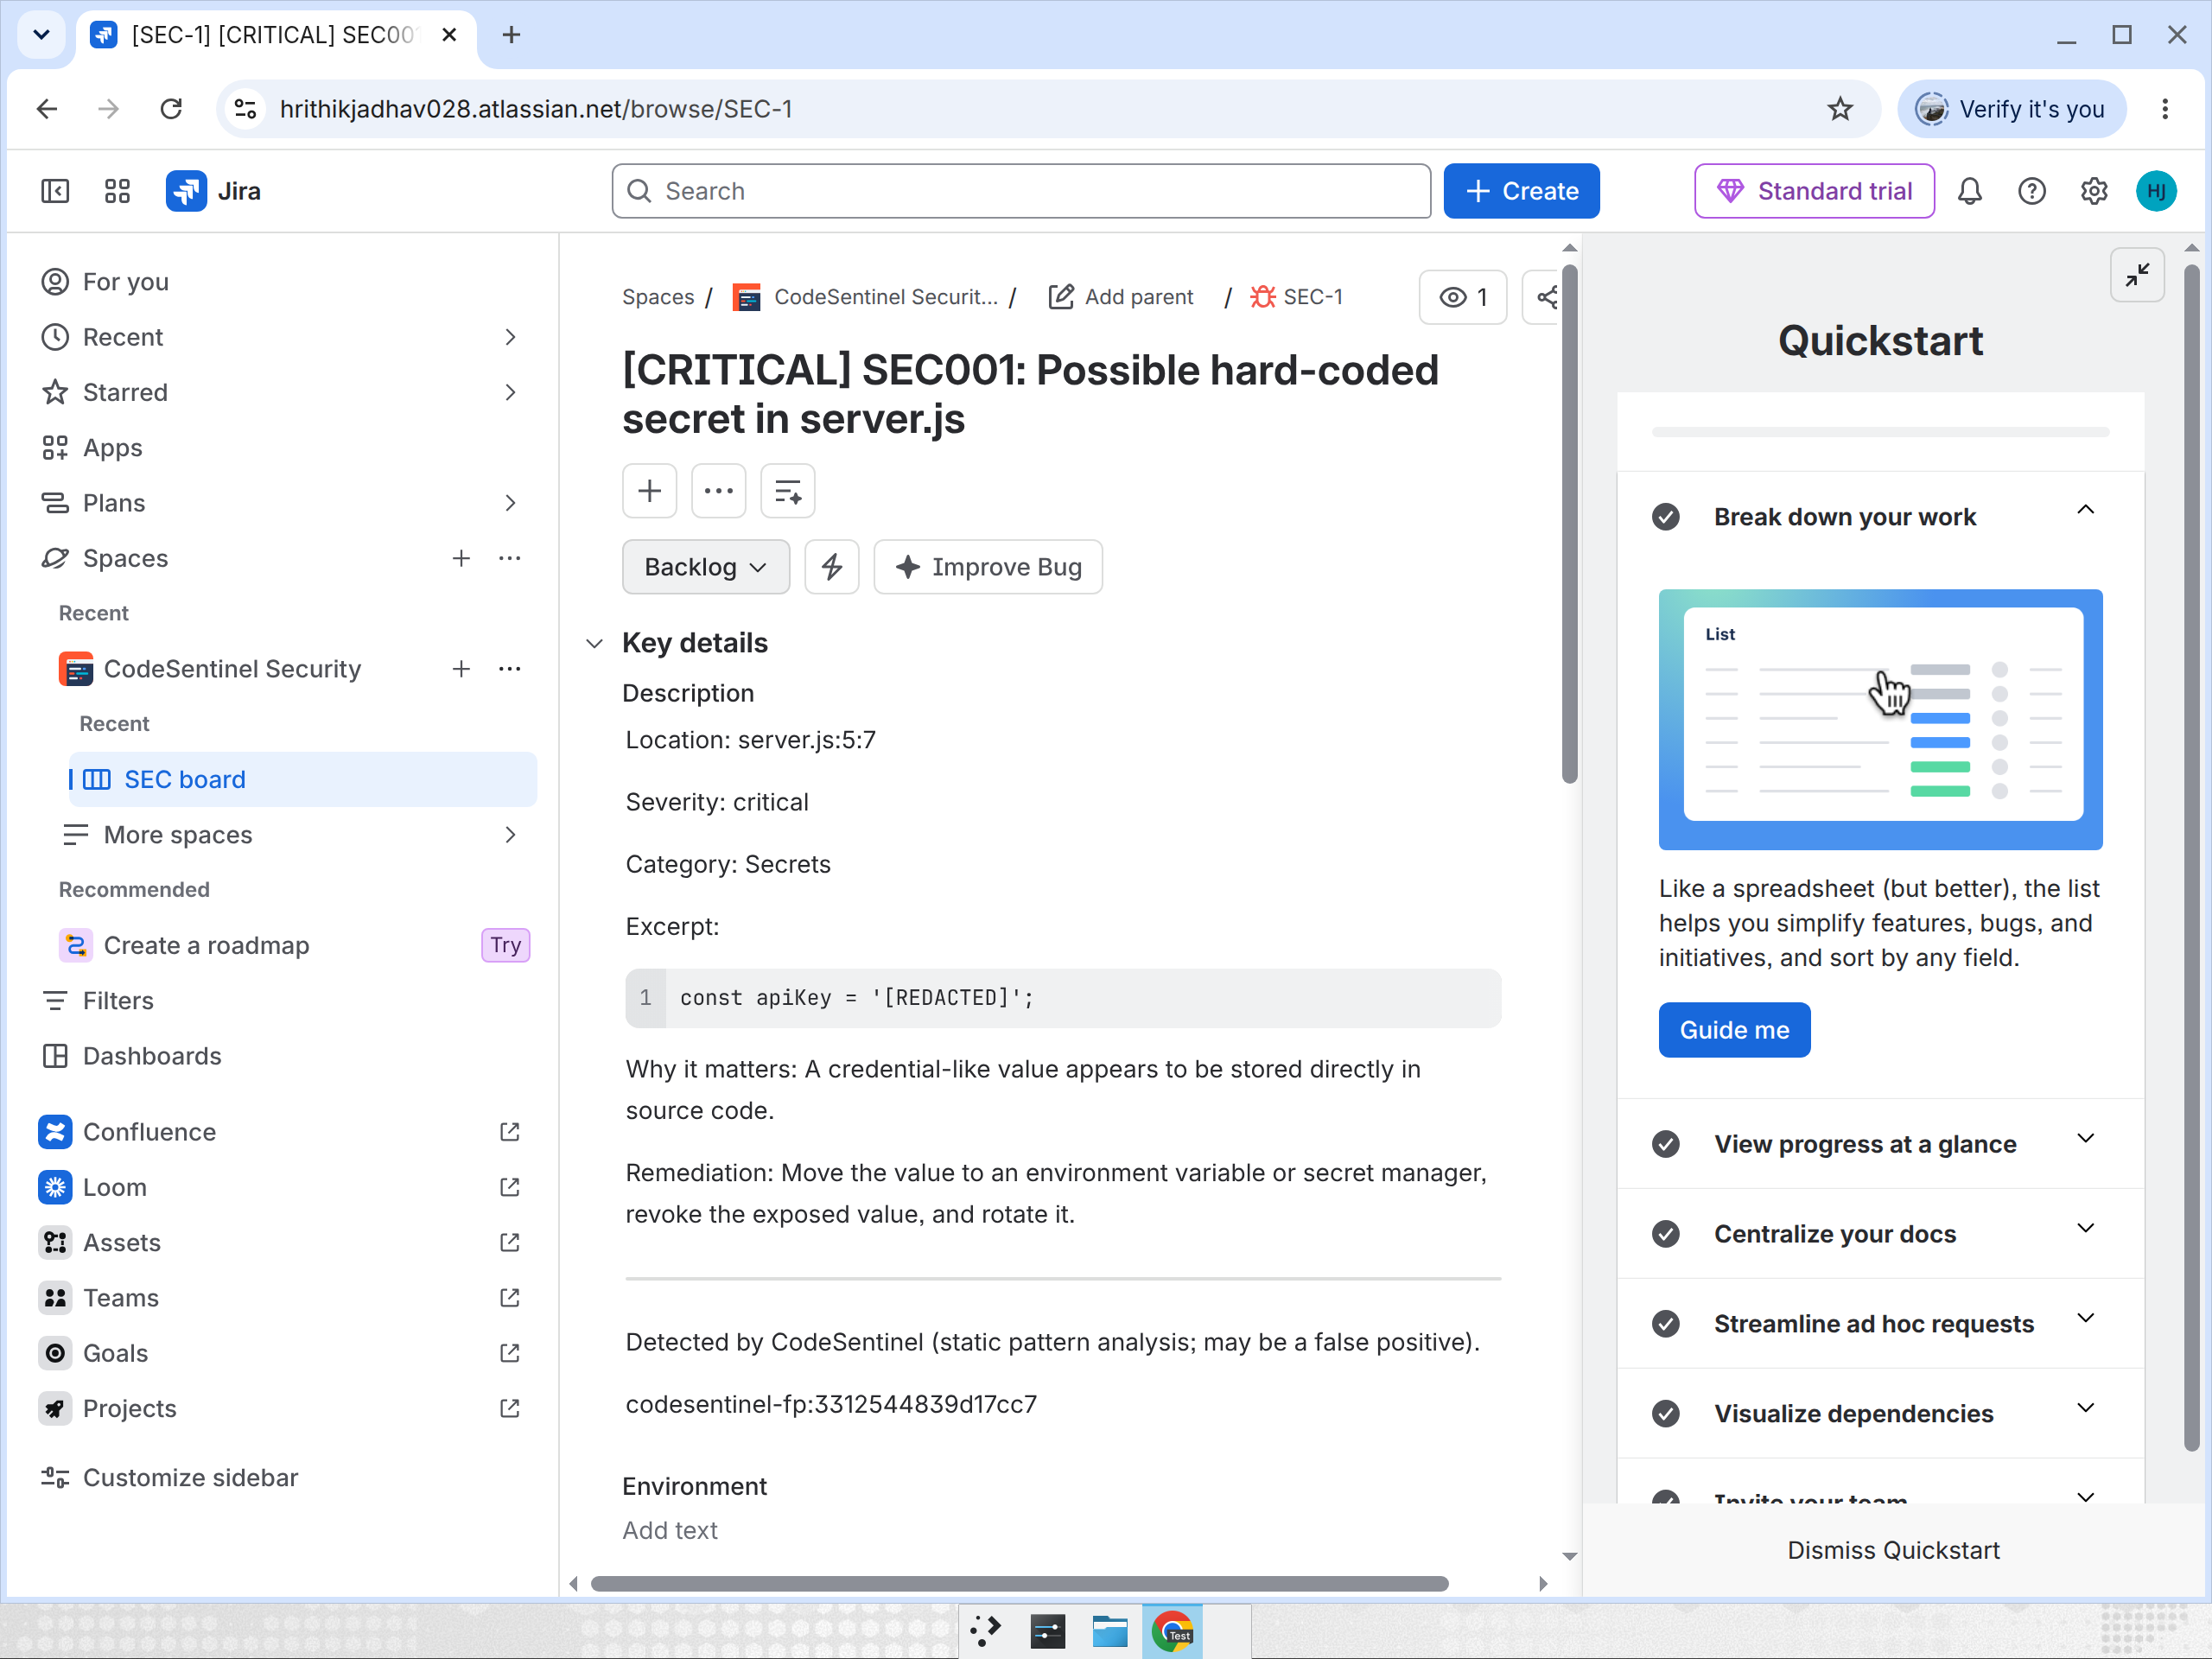 [SEC-1] [CRITICAL] SEC00
hrithikjadhav028.atlassian.net/browse/SEC-1
Verify it's you
Jira
Search
Create
Standard trial
HJ
For you
Recent
Starred
Apps
Plans
Spaces
Recent
CodeSentinel Security
Recent
SEC board
More spaces
Recommended
Create a roadmap
Try
Filters
Dashboards
Confluence
Loom
Assets
Teams
Goals
Projects
Customize sidebar
Spaces / CodeSentinel Securit... / Add parent / SEC-1
1
[CRITICAL] SEC001: Possible hard-coded
secret in server.js
Backlog
Improve Bug
Key details
Description
Location: server.js:5:7
Severity: critical
Category: Secrets
Excerpt:
1 const apiKey = '[REDACTED]';
Why it matters: A credential-like value appears to be stored directly in
source code.
Remediation: Move the value to an environment variable or secret manager,
revoke the exposed value, and rotate it.
Detected by CodeSentinel (static pattern analysis; may be a false positive).
codesentinel-fp:3312544839d17cc7
Environment
Add text
Quickstart
Break down your work
List
Like a spreadsheet (but better), the list
helps you simplify features, bugs, and
initiatives, and sort by any field.
Guide me
View progress at a glance
Centralize your docs
Streamline ad hoc requests
Visualize dependencies
Invite your team
Dismiss Quickstart
Test